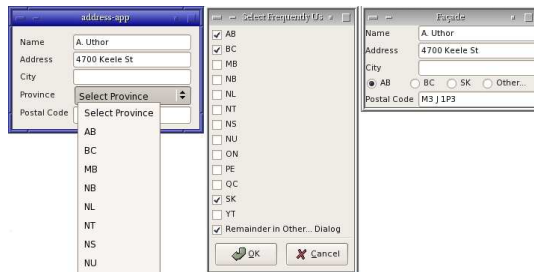 address-app
Name A. Uthor
Address 4700 Keele St
City
Province Select Province
Postal Code
Select Province
AB
BC
MB
NB
NL
NT
NS
NU
Select Frequently Us
AB
BC
MB
NB
NL
NT
NS
NU
ON
PE
QC
SK
YT
Remainder in Other... Dialog
OK Cancel
Façade
Name A. Uthor
Address 4700 Keele St
City
AB BC SK Other...
Postal Code M3 J 1P3